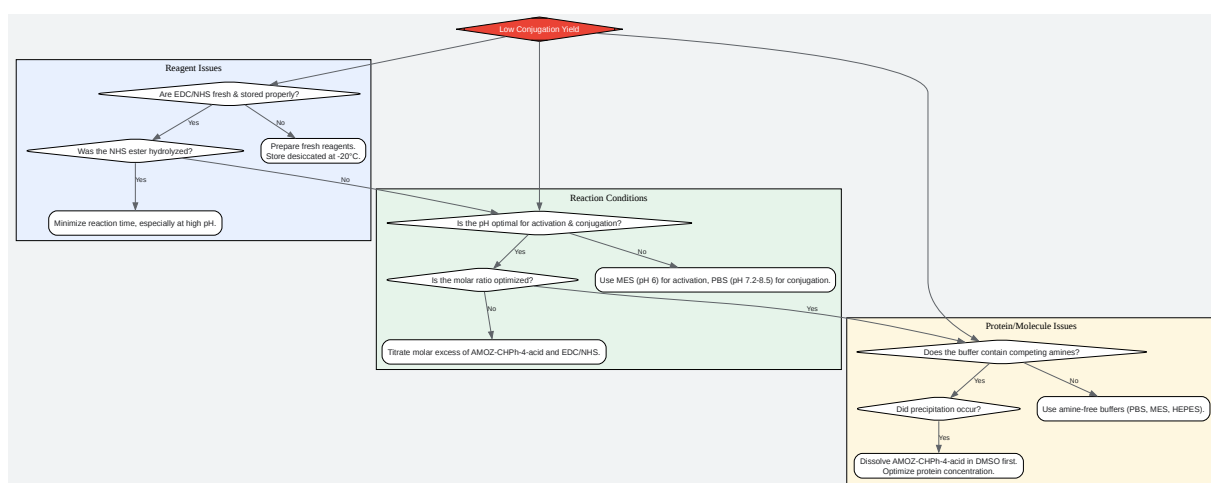 Low Conjugation Yield
Reagent Issues
Are EDC/NHS fresh & stored properly?
Yes
No
Was the NHS ester hydrolyzed?
Prepare fresh reagents.
Store desiccated at -20°C.
Yes
No
Minimize reaction time, especially at high pH.
Reaction Conditions
Is the pH optimal for activation & conjugation?
Yes
No
Is the molar ratio optimized?
Use MES (pH 6) for activation, PBS (pH 7.2-8.5) for conjugation.
No
Yes
Titrate molar excess of AMOZ-CHPh-4-acid and EDC/NHS.
Protein/Molecule Issues
Does the buffer contain competing amines?
Yes
No
Did precipitation occur?
Use amine-free buffers (PBS, MES, HEPES).
Yes
Dissolve AMOZ-CHPh-4-acid in DMSO first.
Optimize protein concentration.